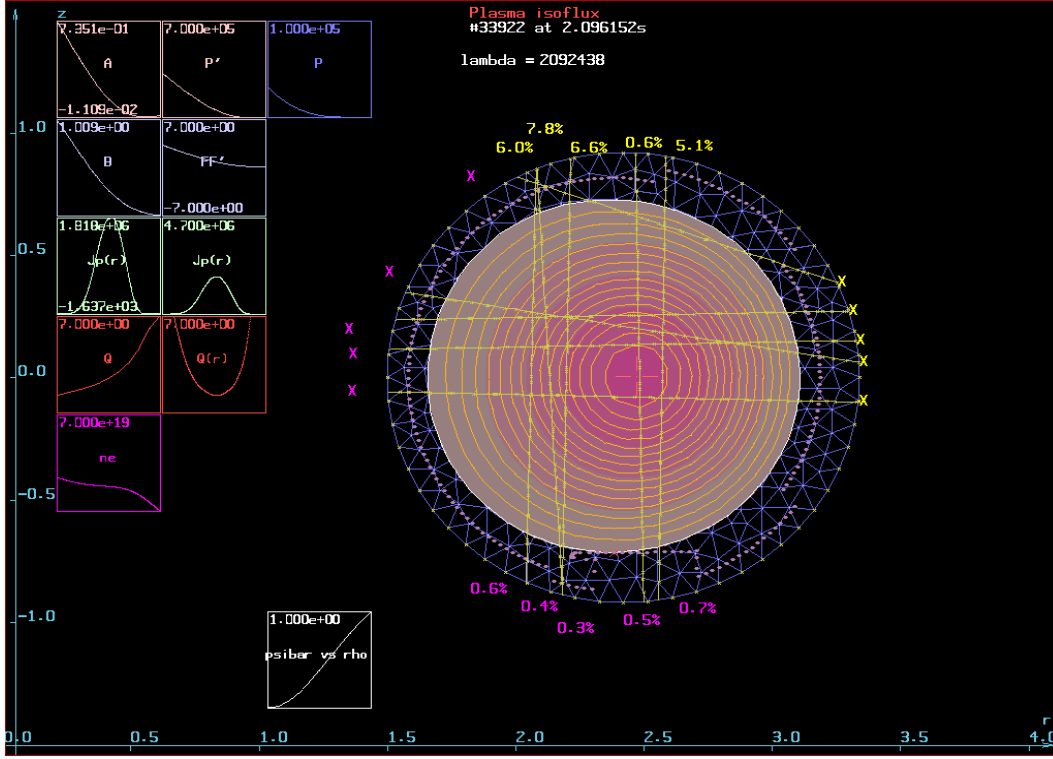 z
Plasma isoflux
#33922 at 2.096152s
lambda = 2092438
7.351e-01
A
-1.109e-02
7.000e+05
P'
1.000e+05
P
1.009e+00
B
7.000e+00
FF'
-7.000e+00
1.810e+06
Jp(r)
-1.637e+03
4.700e+06
Jp(r)
7.000e+00
Q
7.000e+00
Q(r)
7.000e+19
ne
1.000e+00
psibar vs rho
7.8%
6.0%
6.6%
0.6%
5.1%
X
X
X
X
X
X
X
X
X
X
0.6%
0.4%
0.3%
0.5%
0.7%
1.0
0.5
0.0
-0.5
-1.0
0.0
0.5
1.0
1.5
2.0
2.5
3.0
3.5
4.0
r